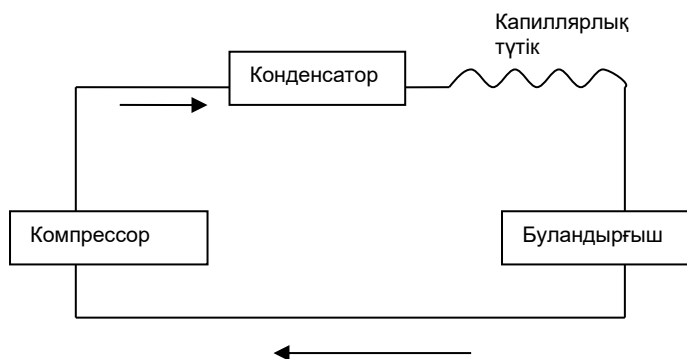 Капиллярлық
түтік
Конденсатор
Компрессор
Буландырғыш